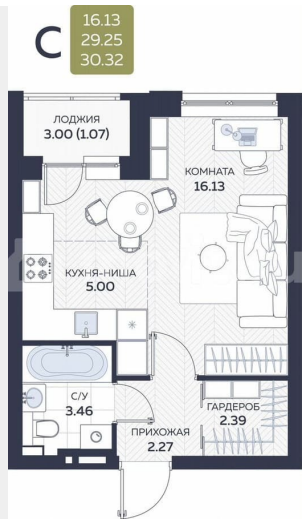 С
16.13
29.25
30.32
ЛОДЖИЯ
3.00 (1.07)
КОМНАТА
16.13
КУХНЯ-НИША
5.00
С/У
3.46
ГАРДЕРОБ
2.39
ПРИХОЖАЯ
2.27